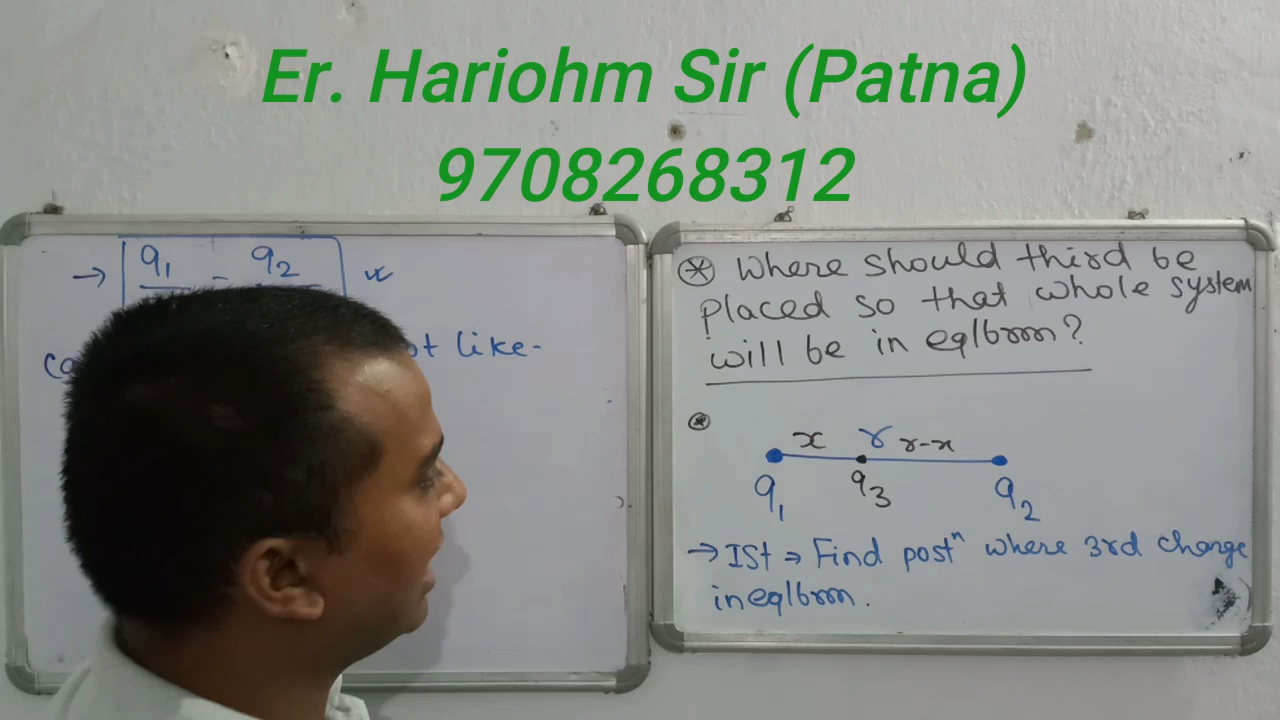 Er. Hariohm Sir (Patna)
9708268312
→ q1 = q2
ot like-
⊛ Where should third be
placed so that whole system
will be in eqlbrm?
x r r-x
q1 q3 q2
→ Ist ⇒ Find postⁿ where 3rd charge
in eqlbrm.